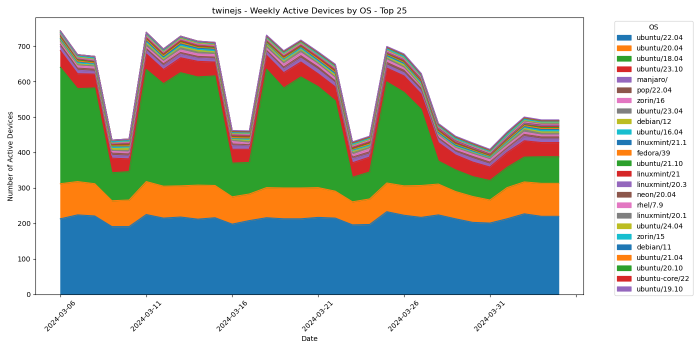 twinejs - Weekly Active Devices by OS - Top 25
Number of Active Devices
700
600
500
400
300
200
100
0
2024-03-06
2024-03-11
2024-03-16
2024-03-21
2024-03-26
2024-03-31
Date
OS
ubuntu/22.04
ubuntu/20.04
ubuntu/18.04
ubuntu/23.10
manjaro/
pop/22.04
zorin/16
ubuntu/23.04
debian/12
ubuntu/16.04
linuxmint/21.1
fedora/39
ubuntu/21.10
linuxmint/21
linuxmint/20.3
neon/20.04
rhel/7.9
linuxmint/20.1
ubuntu/24.04
zorin/15
debian/11
ubuntu/21.04
ubuntu/20.10
ubuntu-core/22
ubuntu/19.10